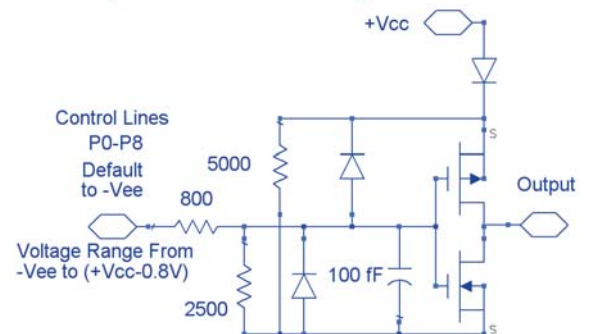 +Vcc
S
Control Lines
P0-P8
Default
to -Vee
5000
800
Output
Voltage Range From
-Vee to (+Vcc-0.8V)
100 fF
2500
S